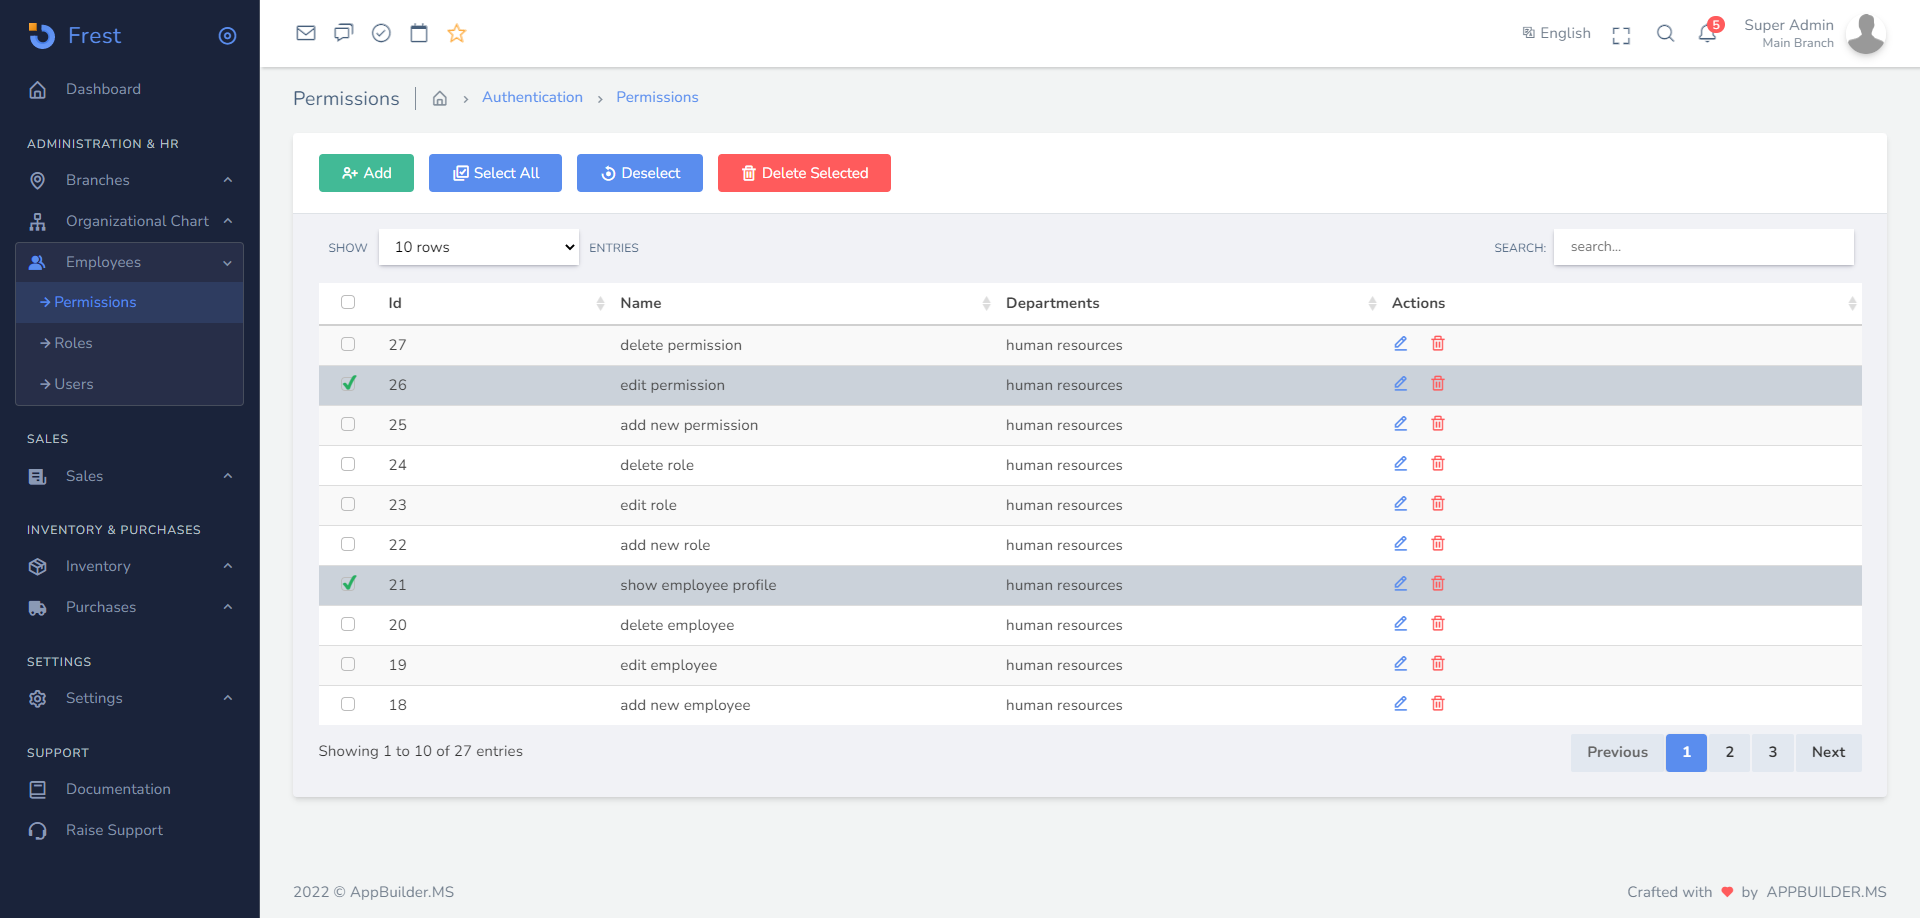 Frest
English
5
Super Admin
Main Branch
Dashboard
ADMINISTRATION & HR
Branches
Organizational Chart
Employees
Permissions
Roles
Users
SALES
Sales
INVENTORY & PURCHASES
Inventory
Purchases
SETTINGS
Settings
SUPPORT
Documentation
Raise Support
Permissions
Authentication
Permissions
Add
Select All
Deselect
Delete Selected
SHOW 10 rows ENTRIES
SEARCH: search...
Id Name Departments Actions
27 delete permission human resources
26 edit permission human resources
25 add new permission human resources
24 delete role human resources
23 edit role human resources
22 add new role human resources
21 show employee profile human resources
20 delete employee human resources
19 edit employee human resources
18 add new employee human resources
Showing 1 to 10 of 27 entries
Previous 1 2 3 Next
2022 © AppBuilder.MS
Crafted with by APPBUILDER.MS